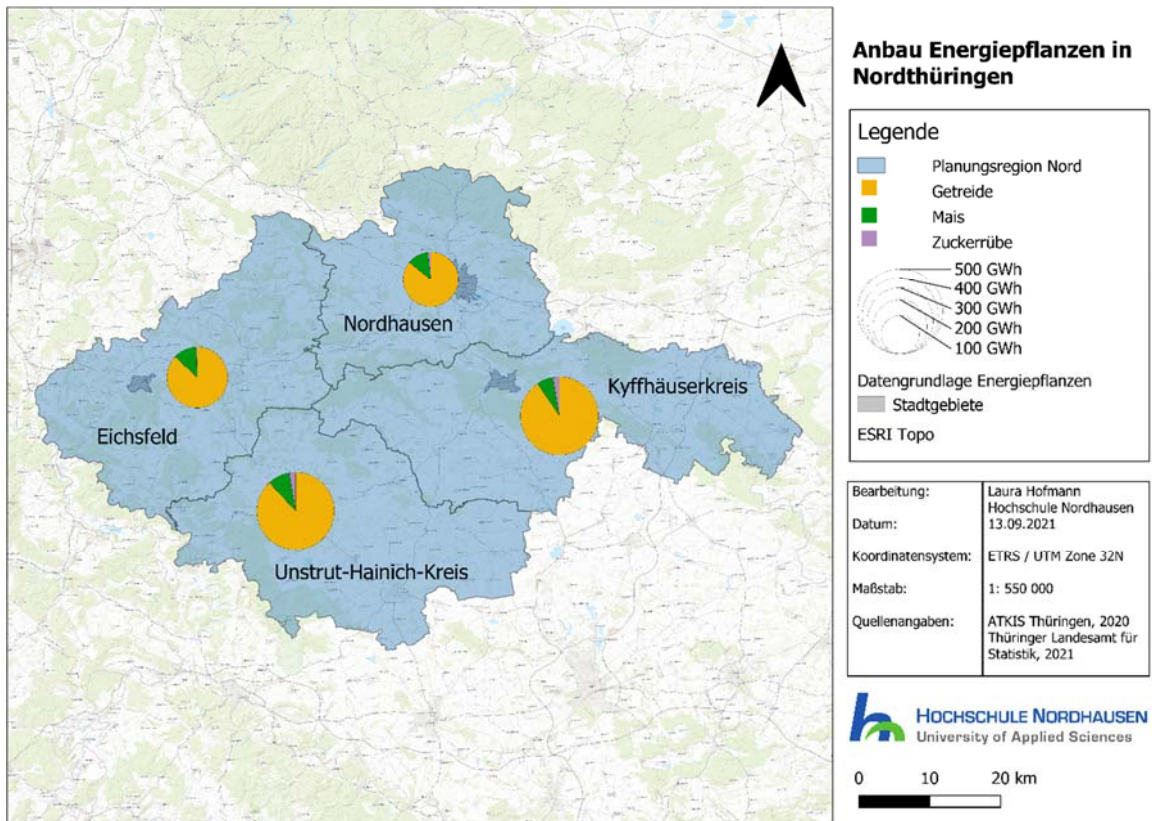 Anbau Energiepflanzen in
Nordthüringen
Legende
Planungsregion Nord
Getreide
Mais
Zuckerrübe
500 GWh
400 GWh
300 GWh
200 GWh
100 GWh
Datengrundlage Energiepflanzen
Stadtgebiete
ESRI Topo
Nordhausen
Kyffhäuserkreis
Eichsfeld
Unstrut-Hainich-Kreis
Bearbeitung: Laura Hofmann
Hochschule Nordhausen
Datum: 13.09.2021
Koordinatensystem: ETRS / UTM Zone 32N
Maßstab: 1: 550 000
Quellenangaben: ATKIS Thüringen, 2020
Thüringer Landesamt für
Statistik, 2021
HOCHSCHULE NORDHAUSEN
University of Applied Sciences
0 10 20 km